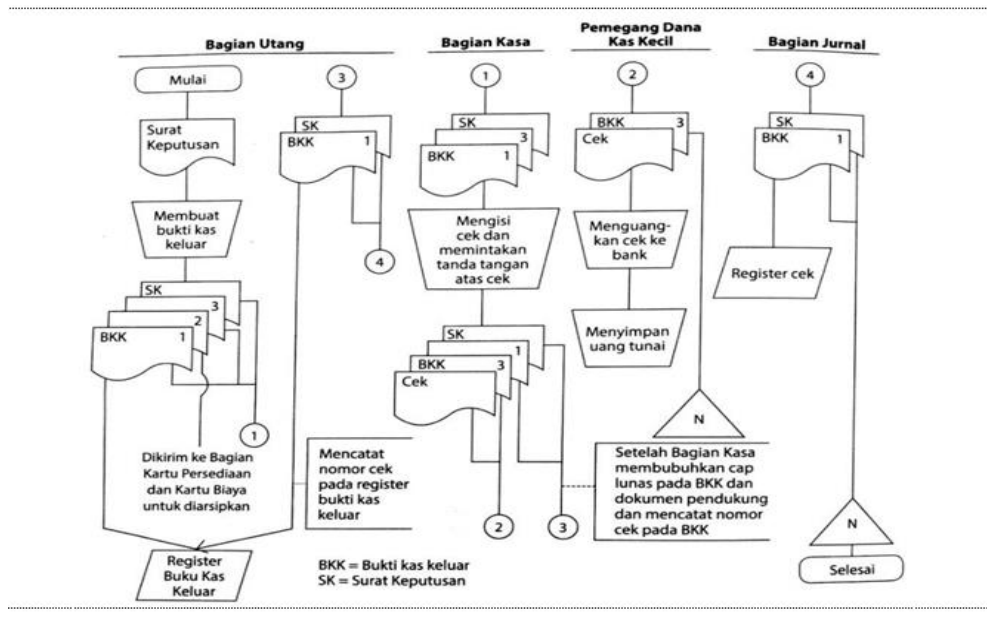 Bagian Utang
Mulai
Surat
Keputusan
Membuat
bukti kas
keluar
SK
3
2
BKK 1
1
Dikirim ke Bagian
Kartu Persediaan
dan Kartu Biaya
untuk diarsipkan
Register
Buku Kas
Keluar
3
SK
BKK 1
4
Mencatat
nomor cek
pada register
bukti kas
keluar
BKK = Bukti kas keluar
SK = Surat Keputusan
Bagian Kasa
1
SK
3
BKK 1
Mengisi
cek dan
memintakan
tanda tangan
atas cek
SK
1
BKK 3
Cek
2
3
Pemegang Dana
Kas Kecil
2
BKK 3
Cek
Menguang-
kan cek ke
bank
Menyimpan
uang tunai
N
Setelah Bagian Kasa
membubuhkan cap
lunas pada BKK dan
dokumen pendukung
dan mencatat nomor
cek pada BKK
Bagian Jurnal
4
SK
BKK 1
Register cek
N
Selesai